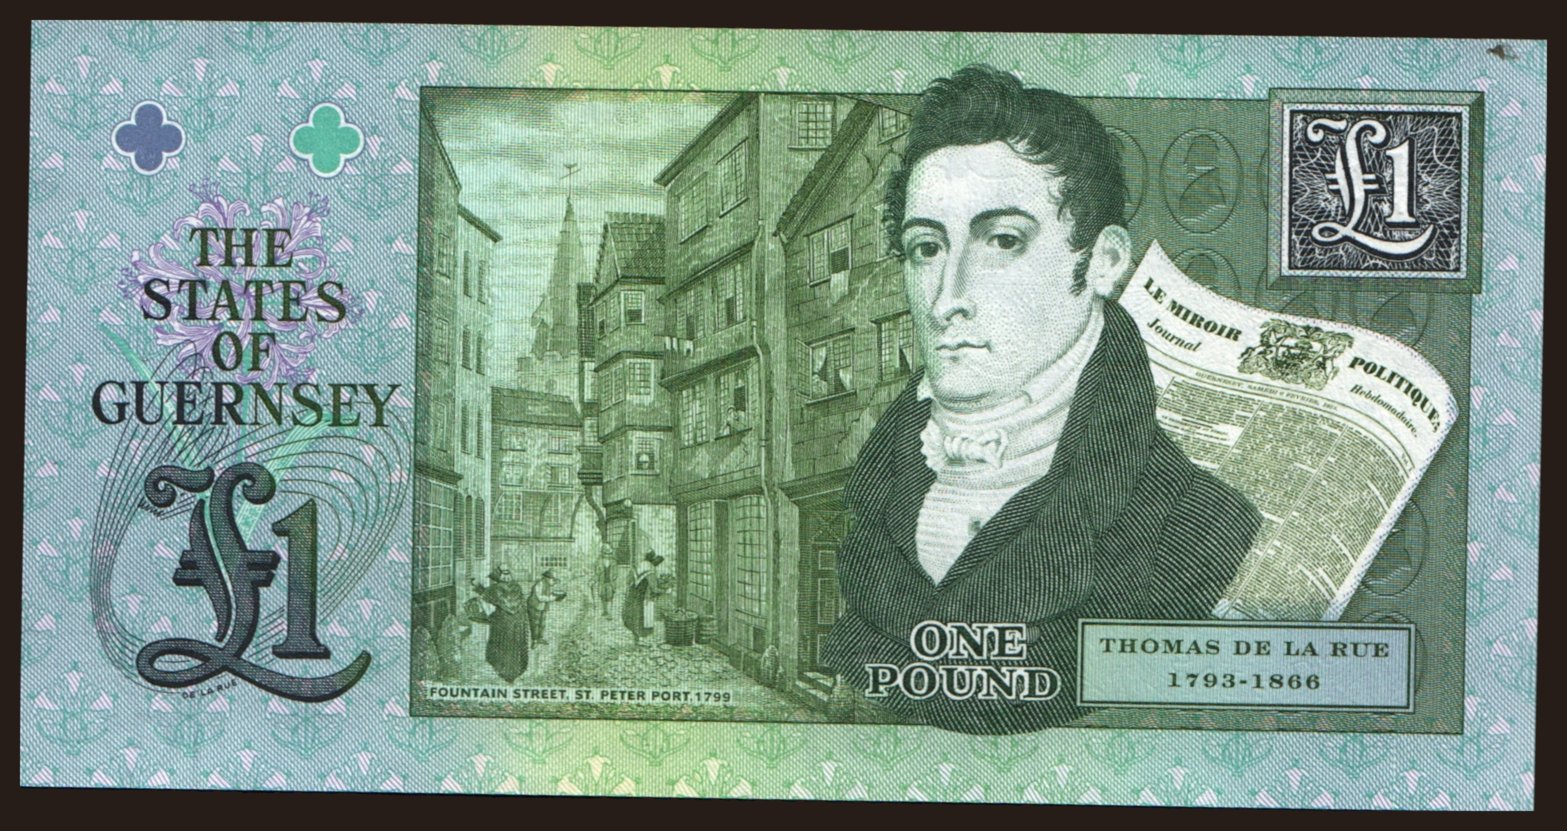 THE
STATES
OF
GUERNSEY
£1
DE LA RUE
FOUNTAIN STREET, ST. PETER PORT, 1799
£1
LE MIROIR POLITIQUE
Journal Hebdomadaire.
ONE
POUND
THOMAS DE LA RUE
1793-1866